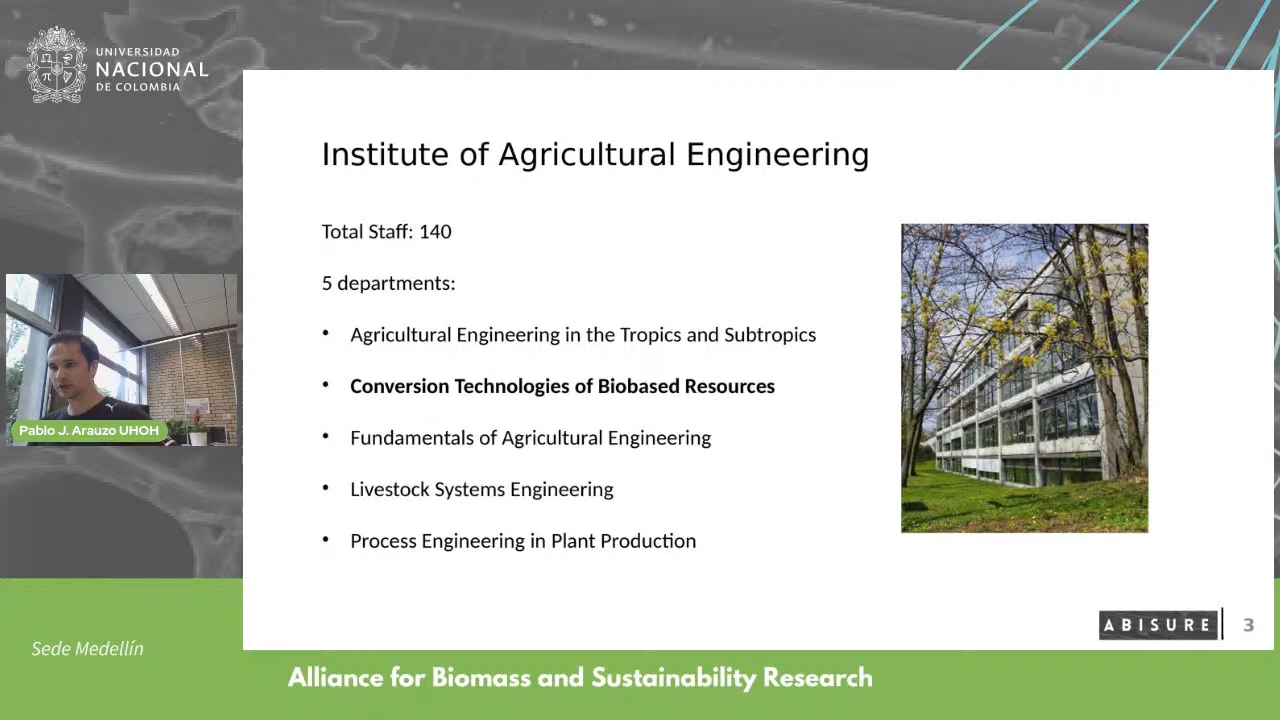 UNIVERSIDAD
NACIONAL
DE COLOMBIA
Institute of Agricultural Engineering
Total Staff: 140
5 departments:
• Agricultural Engineering in the Tropics and Subtropics
• Conversion Technologies of Biobased Resources
• Fundamentals of Agricultural Engineering
• Livestock Systems Engineering
• Process Engineering in Plant Production
Pablo J. Arauzo UHOH
ABISURE
3
Sede Medellín
Alliance for Biomass and Sustainability Research